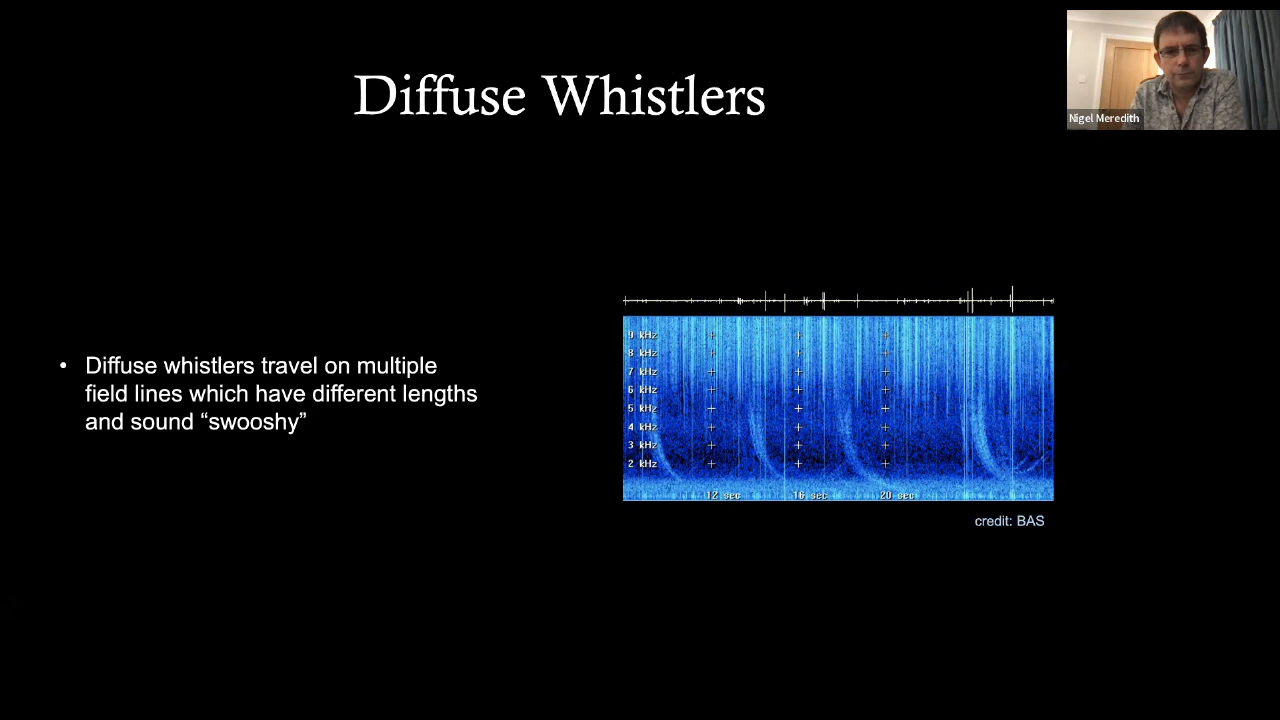 Diffuse Whistlers
Nigel Meredith
• Diffuse whistlers travel on multiple
field lines which have different lengths
and sound “swooshy”
9 kHz
8 kHz
7 kHz
6 kHz
5 kHz
4 kHz
3 kHz
2 kHz
12 sec 16 sec 20 sec
credit: BAS